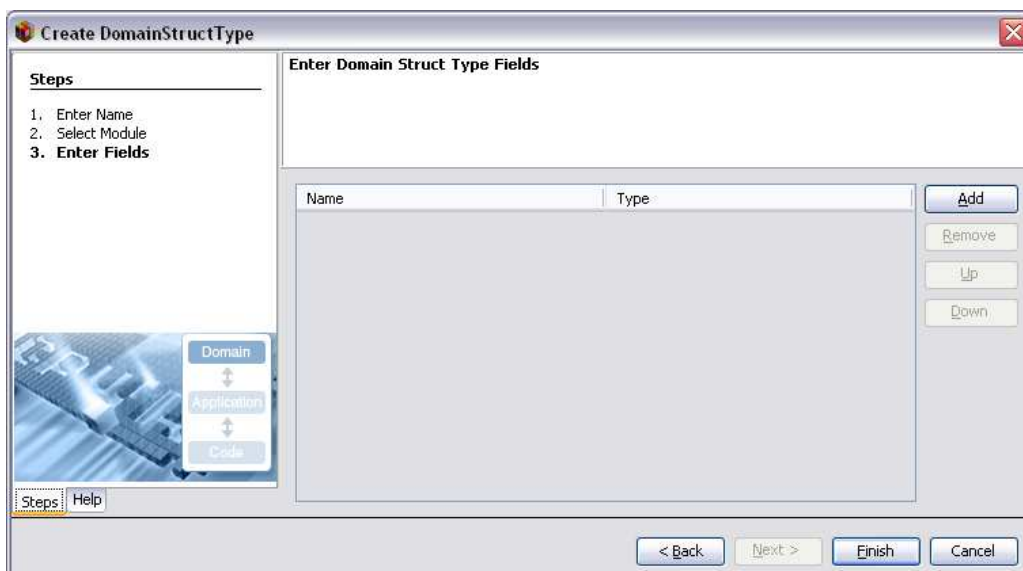 Create DomainStructType
Steps
1. Enter Name
2. Select Module
3. Enter Fields
Enter Domain Struct Type Fields
Name Type
Add
Remove
Up
Down
Domain
Application
Code
Steps Help
< Back Next > Finish Cancel